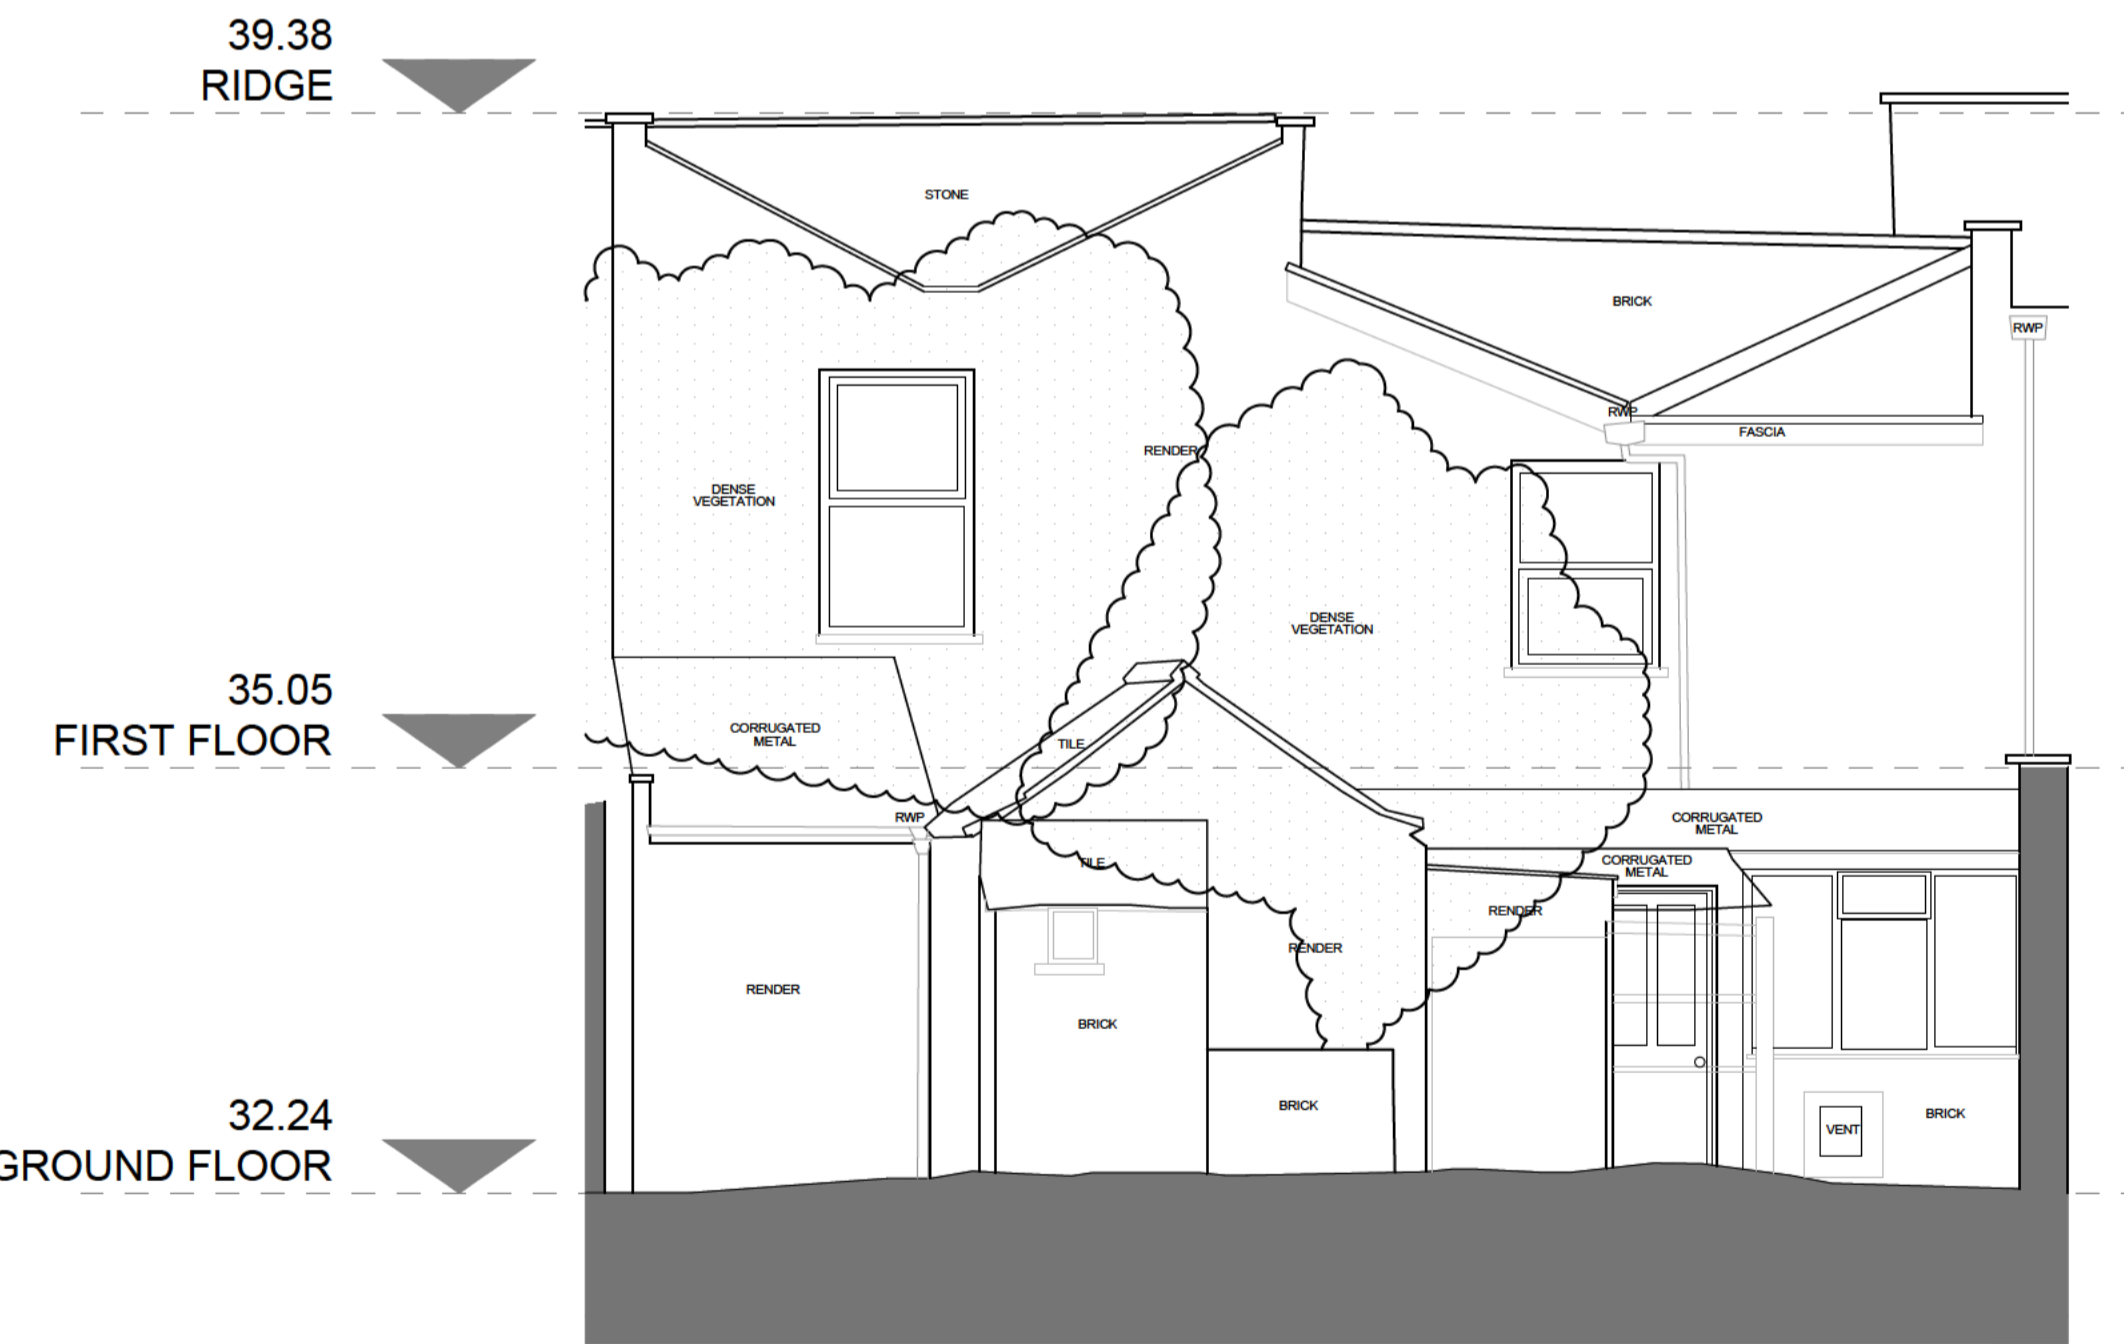 39.38
RIDGE
STONE
BRICK
RWP
RWP
FASCIA
RENDER
DENSE
VEGETATION
DENSE
VEGETATION
35.05
FIRST FLOOR
CORRUGATED
METAL
TILE
RWP
CORRUGATED
METAL
TILE
CORRUGATED
METAL
RENDER
RENDER
RENDER
BRICK
BRICK
BRICK
VENT
32.24
GROUND FLOOR